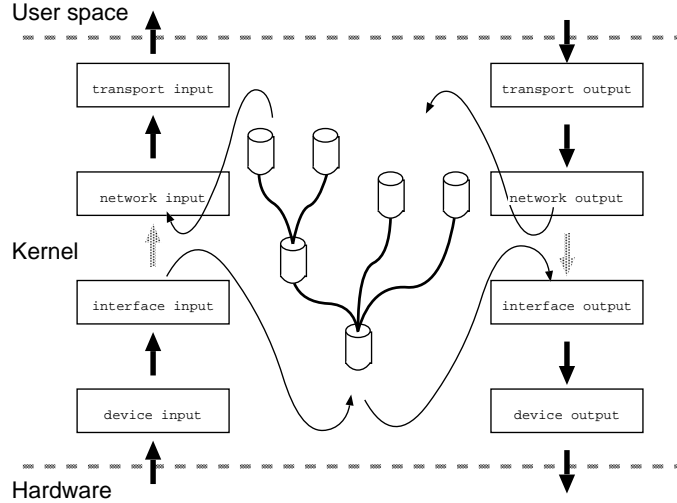 User space
transport input
transport output
network input
network output
Kernel
interface input
interface output
device input
device output
Hardware